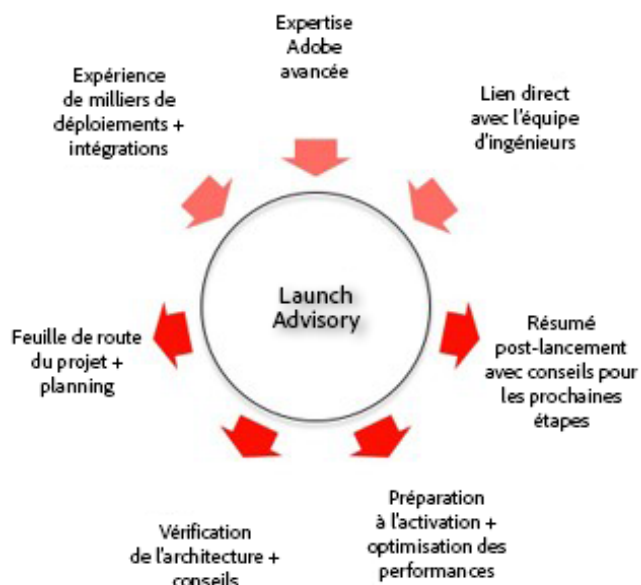 Expertise
Adobe
avancée
Expérience
de milliers de
déploiements +
intégrations
Lien direct
avec l'équipe
d'ingénieurs
Launch
Advisory
Feuille de route
du projet +
planning
Résumé
post-lancement
avec conseils pour
les prochaines
étapes
Vérification
de l'architecture +
conseils
Préparation
à l'activation +
optimisation des
performances